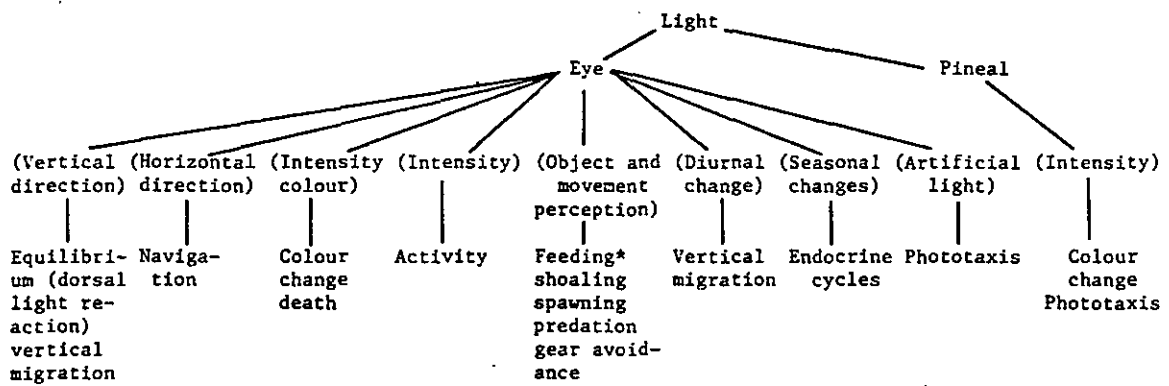 Light
Eye Pineal
(Vertical (Horizontal (Intensity (Intensity) (Object and (Diurnal (Seasonal (Artificial (Intensity)
direction) direction) colour) movement change) changes) light)
perception)
Equilibri- Naviga- Colour Activity Feeding* Vertical Endocrine Phototaxis Colour
um (dorsal tion change shoaling migration cycles change
light re- death spawning Phototaxis
action) predation
vertical gear avoid-
migration ance